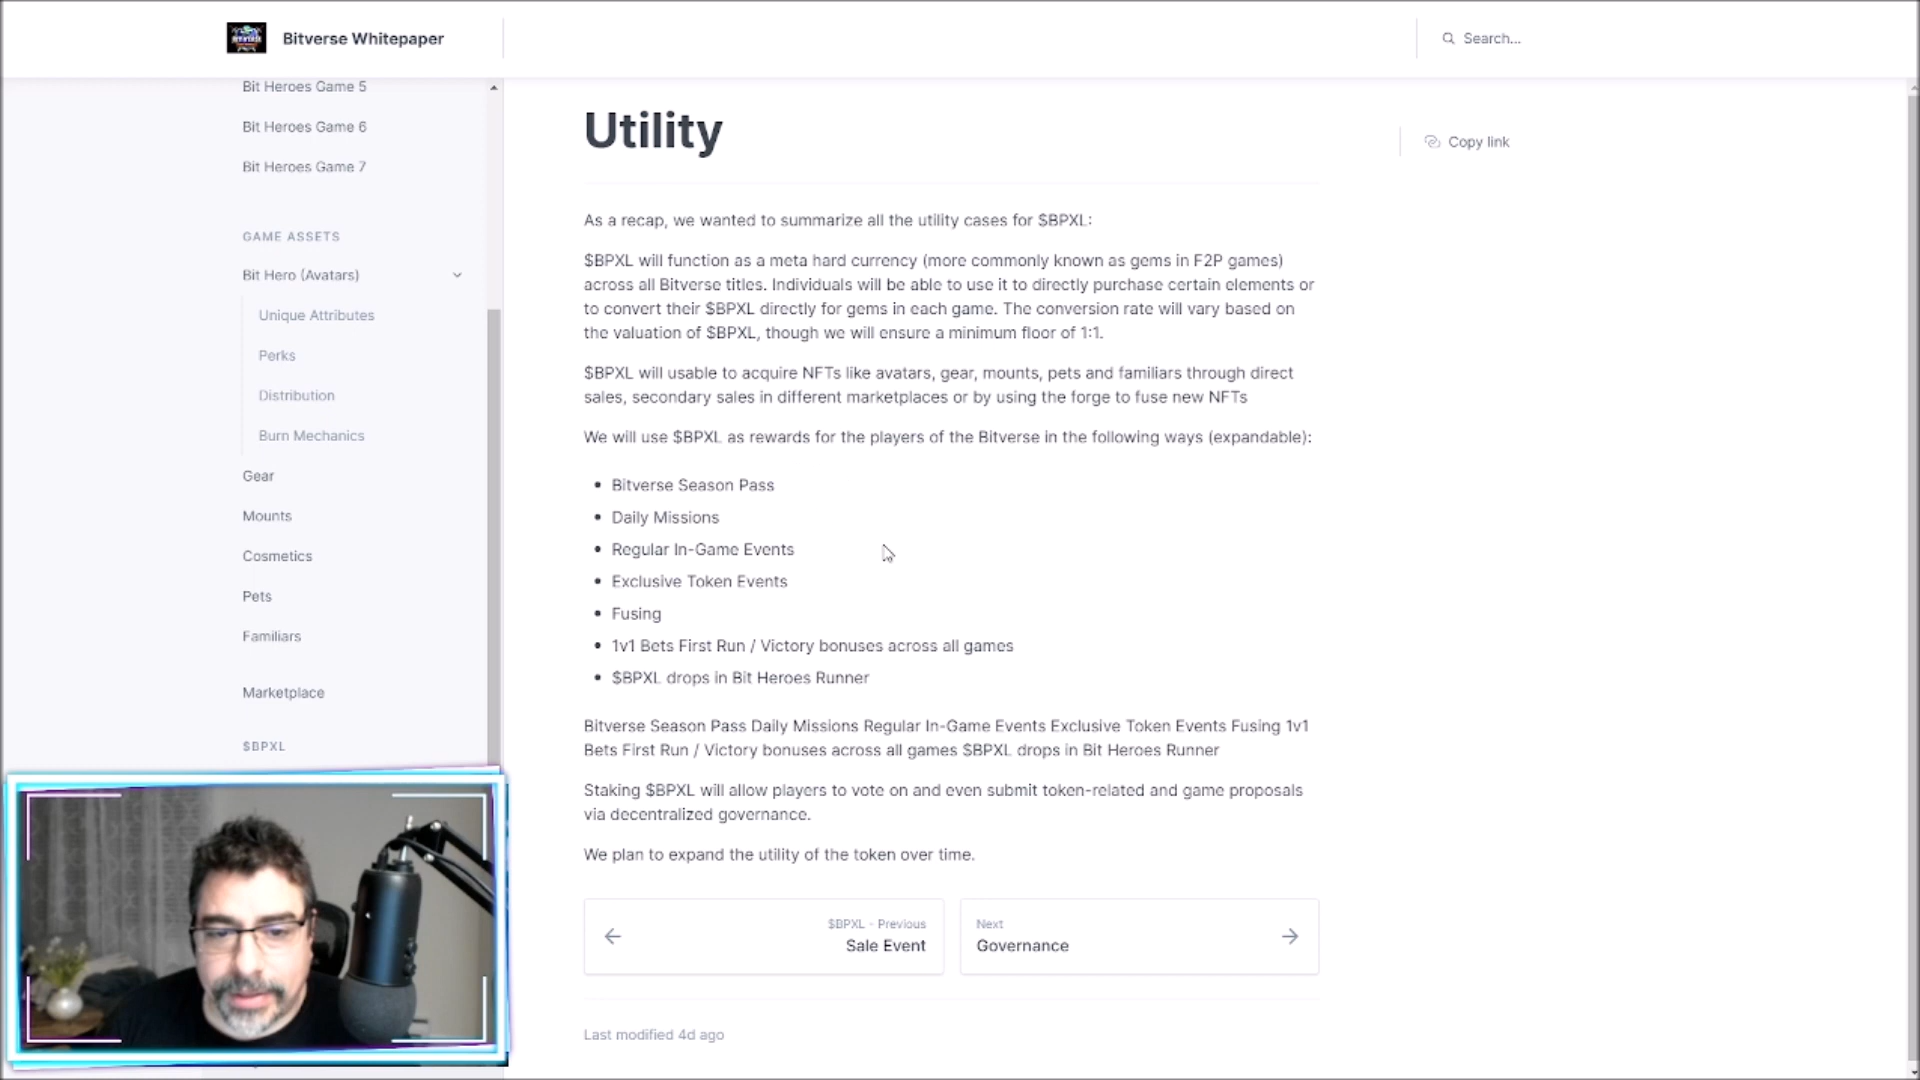 Bitverse Whitepaper
Search...
Bit Heroes Game 5
Bit Heroes Game 6
Bit Heroes Game 7
GAME ASSETS
Bit Hero (Avatars)
Unique Attributes
Perks
Distribution
Burn Mechanics
Gear
Mounts
Cosmetics
Pets
Familiars
Marketplace
$BPXL
Utility
Copy link
As a recap, we wanted to summarize all the utility cases for $BPXL:
$BPXL will function as a meta hard currency (more commonly known as gems in F2P games)
across all Bitverse titles. Individuals will be able to use it to directly purchase certain elements or
to convert their $BPXL directly for gems in each game. The conversion rate will vary based on
the valuation of $BPXL, though we will ensure a minimum floor of 1:1.
$BPXL will usable to acquire NFTs like avatars, gear, mounts, pets and familiars through direct
sales, secondary sales in different marketplaces or by using the forge to fuse new NFTs
We will use $BPXL as rewards for the players of the Bitverse in the following ways (expandable):
• Bitverse Season Pass
• Daily Missions
• Regular In-Game Events
• Exclusive Token Events
• Fusing
• 1v1 Bets First Run / Victory bonuses across all games
• $BPXL drops in Bit Heroes Runner
Bitverse Season Pass Daily Missions Regular In-Game Events Exclusive Token Events Fusing 1v1
Bets First Run / Victory bonuses across all games $BPXL drops in Bit Heroes Runner
Staking $BPXL will allow players to vote on and even submit token-related and game proposals
via decentralized governance.
We plan to expand the utility of the token over time.
$BPXL - Previous
Sale Event
Next
Governance
Last modified 4d ago